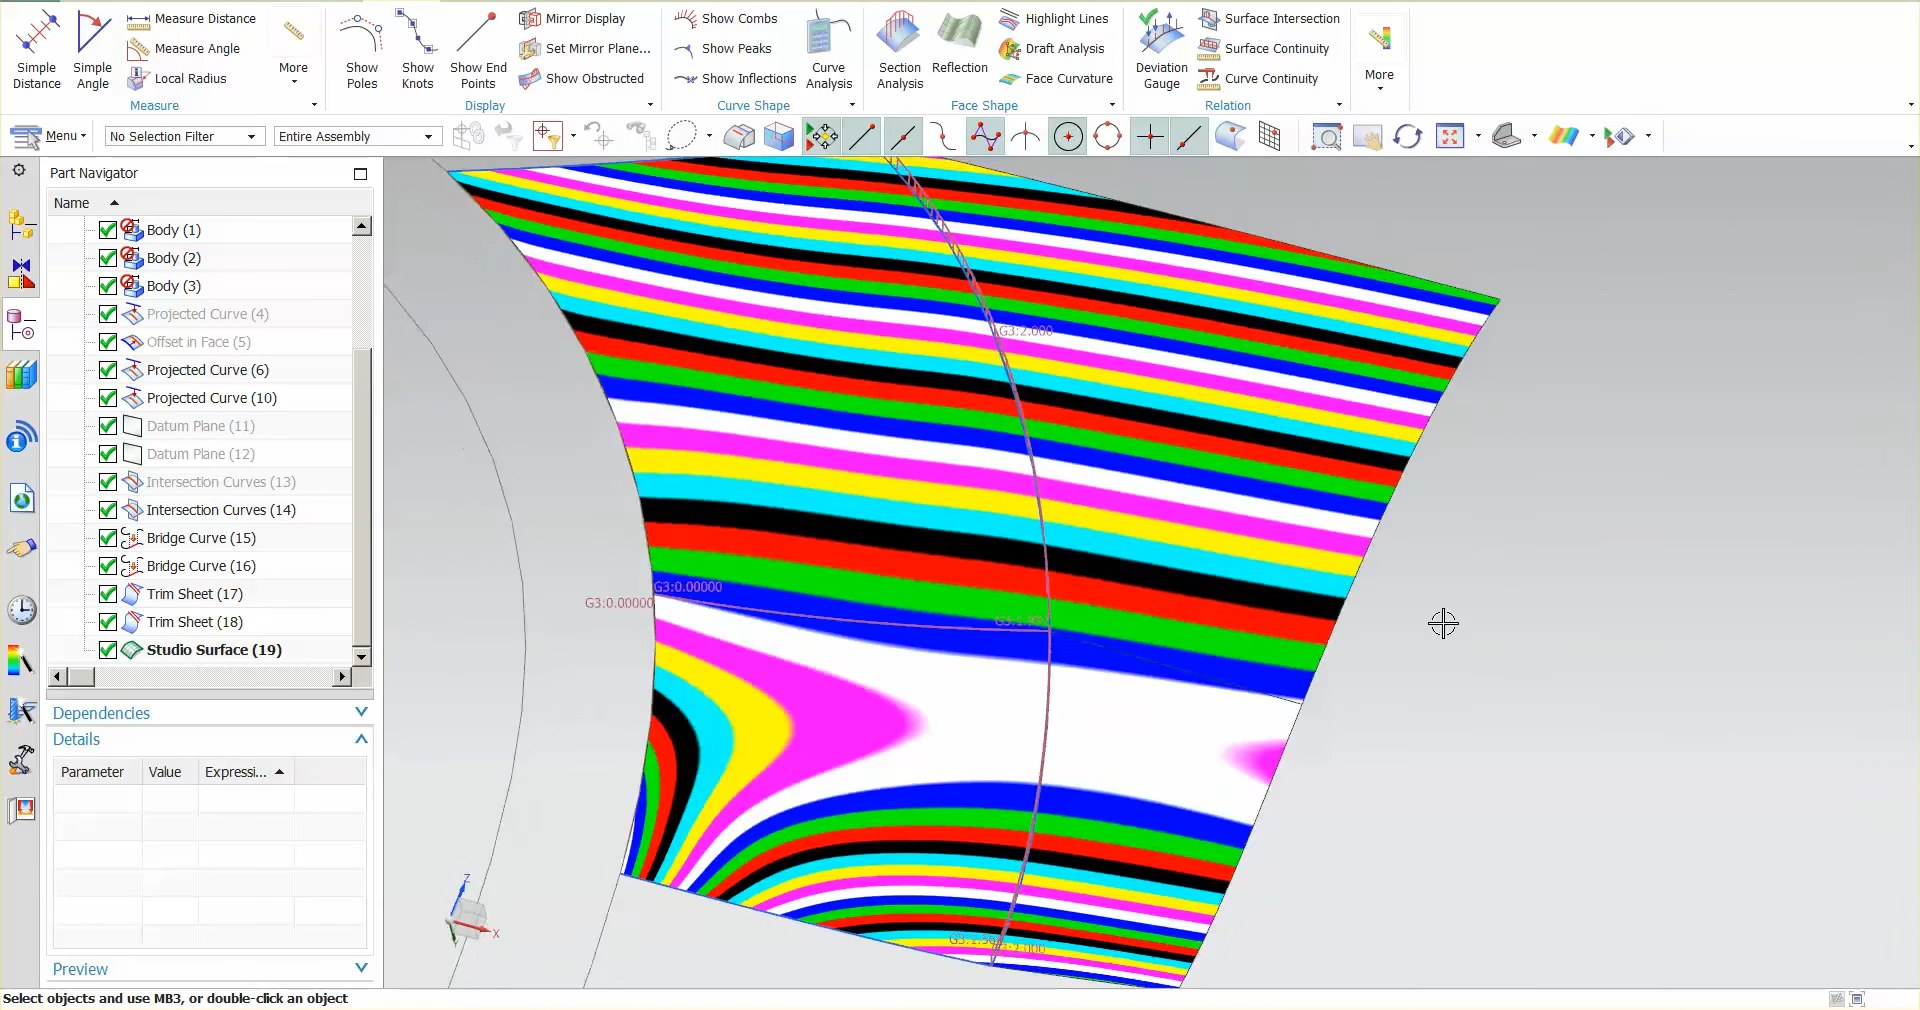 Simple Distance
Simple Angle
Measure Distance
Measure Angle
Local Radius
More
Measure
Show Poles
Show Knots
Show End Points
Mirror Display
Set Mirror Plane...
Show Obstructed
Display
Show Combs
Show Peaks
Show Inflections
Curve Analysis
Curve Shape
Section Analysis
Reflection
Highlight Lines
Draft Analysis
Face Curvature
Face Shape
Deviation Gauge
Surface Intersection
Surface Continuity
Curve Continuity
Relation
More
Menu
No Selection Filter
Entire Assembly
Part Navigator
Name
Body (1)
Body (2)
Body (3)
Projected Curve (4)
Offset in Face (5)
Projected Curve (6)
Projected Curve (10)
Datum Plane (11)
Datum Plane (12)
Intersection Curves (13)
Intersection Curves (14)
Bridge Curve (15)
Bridge Curve (16)
Trim Sheet (17)
Trim Sheet (18)
Studio Surface (19)
Dependencies
Details
Parameter Value Expressi...
Preview
G3:2.000
G3:0.00000
G3:0.00000
Z
X
Select objects and use MB3, or double-click an object